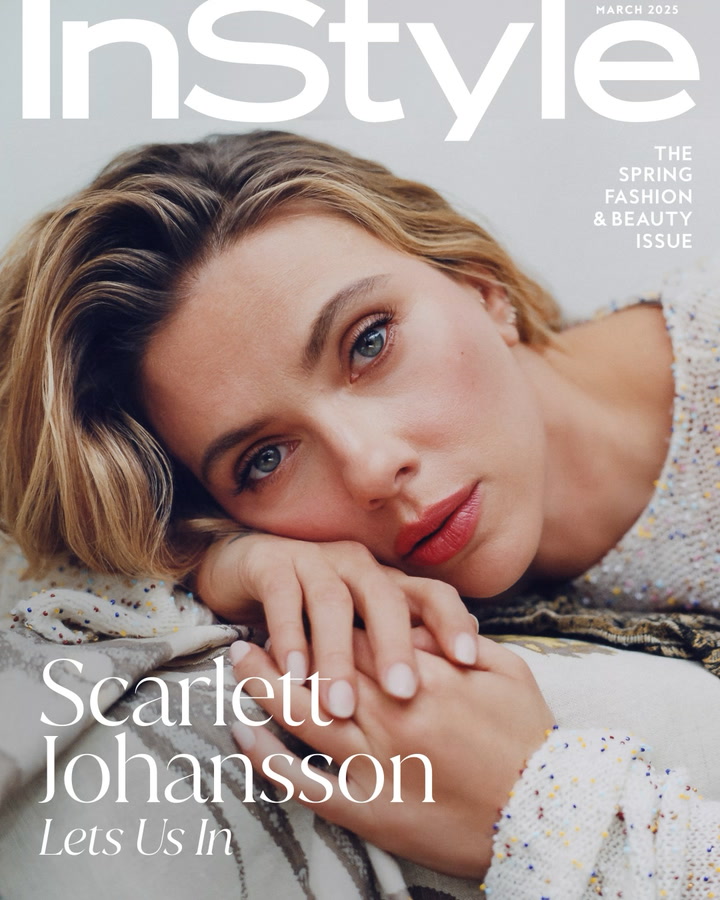 InStyle
MARCH 2025
THE
SPRING
FASHION
& BEAUTY
ISSUE
Scarlett
Johansson
Lets Us In